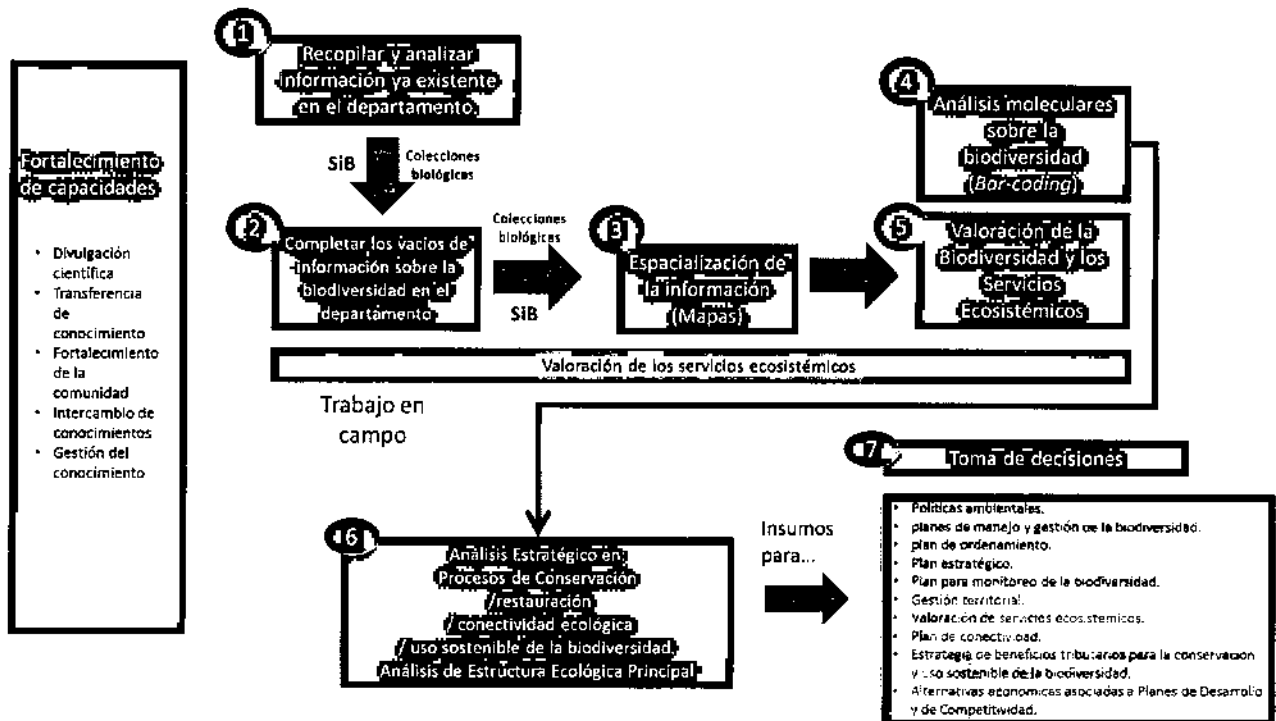 Fortalecimiento
de capacidades
• Divulgación
científica
• Transferencia
de
conocimiento
• Fortalecimiento
de la
comunidad
• Intercambio de
conocimientos
• Gestión del
conocimiento
1
Recopilar y analizar
información ya existente
en el departamento.
SiB
Colecciones
biológicas
2
Completar los vacios de
información sobre la
biodiversidad en el
departamento
Colecciones
biológicas
SiB
3
Espacialización de
la información
(Mapas)
4
Análisis moleculares
sobre la
biodiversidad
(Bar-coding)
5
Valoración de la
Biodiversidad y los
Servicios
Ecosistémicos
Valoración de los servicios ecosistémicos
Trabajo en
campo
6
Análisis Estratégico en
Procesos de Conservación
/restauración
/ conectividad ecológica
/ uso sostenible de la biodiversidad
Análisis de Estructura Ecológica Principal
Insumos
para...
7
Toma de decisiones
• Políticas ambientales.
• planes de manejo y gestión de la biodiversidad.
• plan de ordenamiento.
• Plan estratégico.
• Plan para monitoreo de la biodiversidad.
• Gestión territorial.
• Valoración de servicios ecosistemicos.
• Plan de conectividad.
• Estrategia de beneficios tributarios para la conservacion
y uso sostenible de la biodiversidad.
• Alternativas economicas asociadas a Planes de Desarrollo
y de Competitividad.